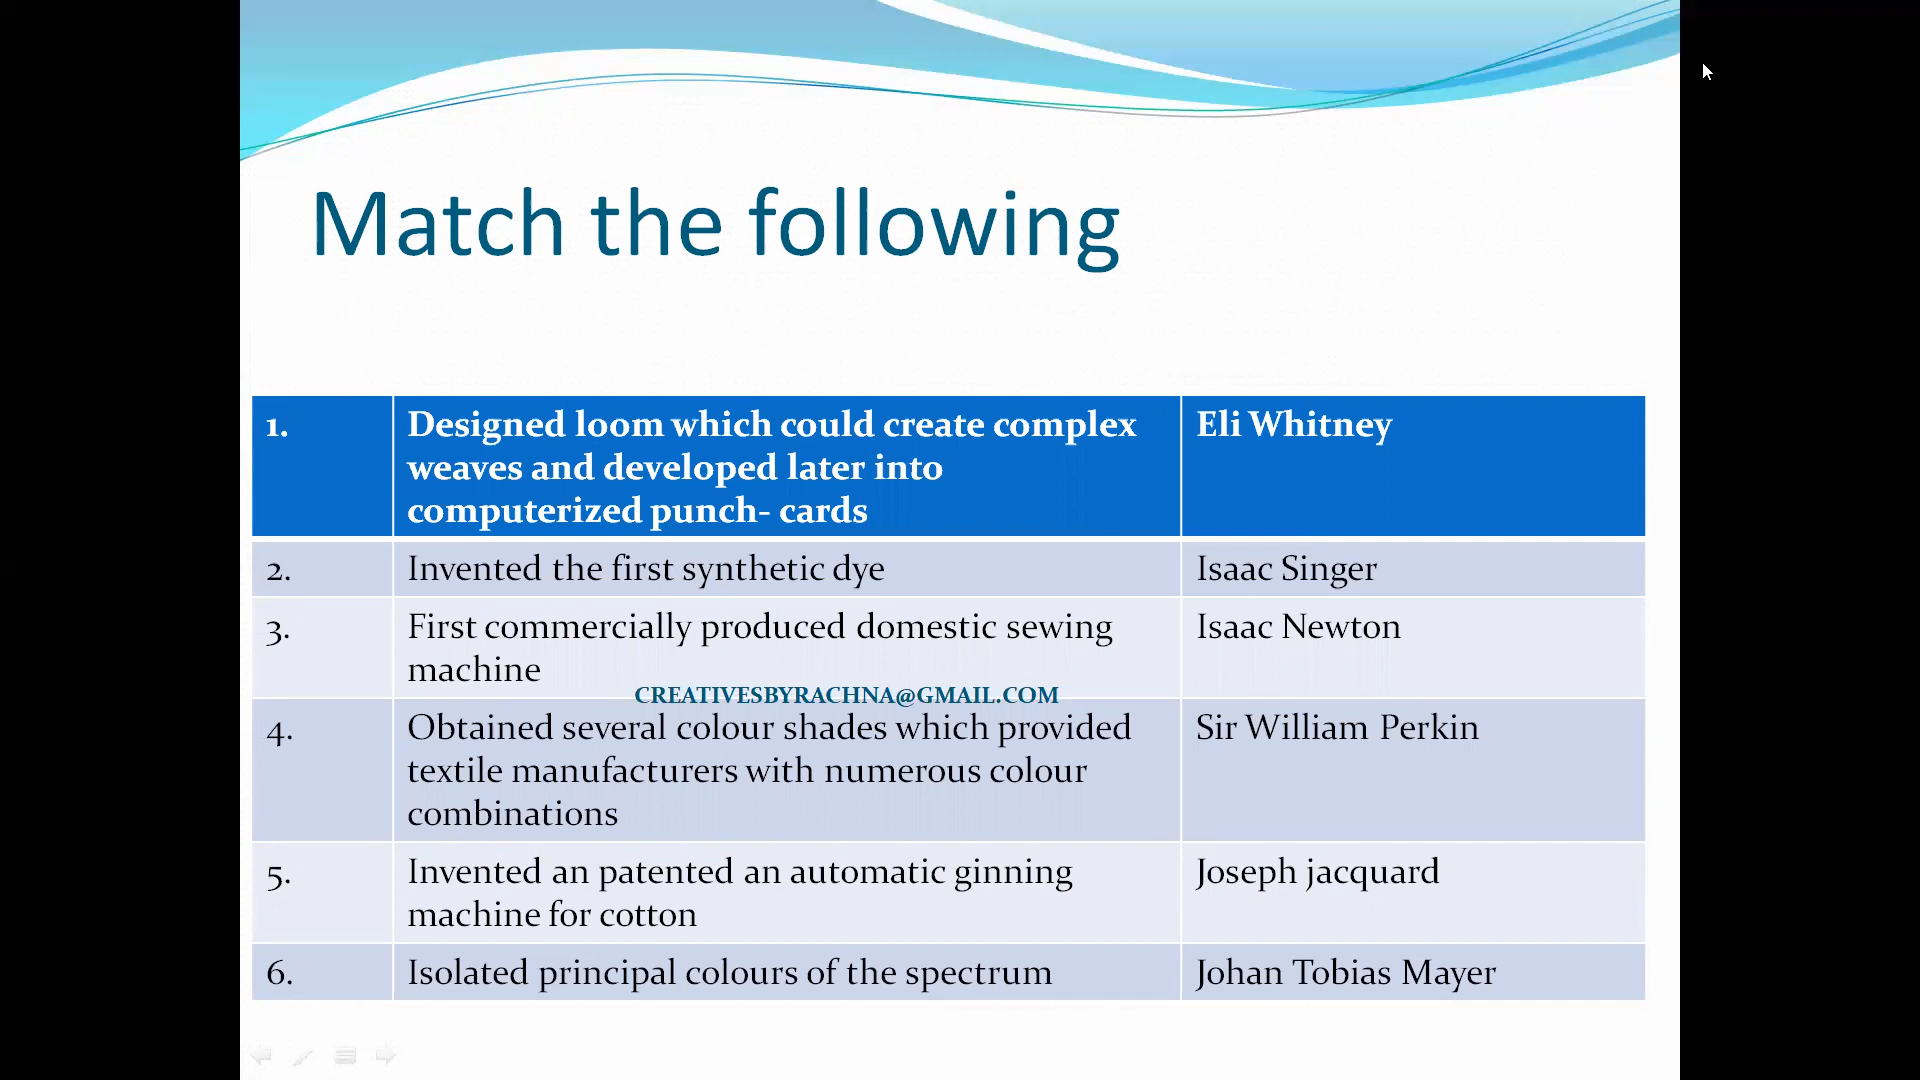 Match the following
1.
Designed loom which could create complex
weaves and developed later into
computerized punch- cards
Eli Whitney
2.
Invented the first synthetic dye
Isaac Singer
3.
First commercially produced domestic sewing
machine
Isaac Newton
CREATIVESBYRACHNA@GMAIL.COM
4.
Obtained several colour shades which provided
textile manufacturers with numerous colour
combinations
Sir William Perkin
5.
Invented an patented an automatic ginning
machine for cotton
Joseph jacquard
6.
Isolated principal colours of the spectrum
Johan Tobias Mayer